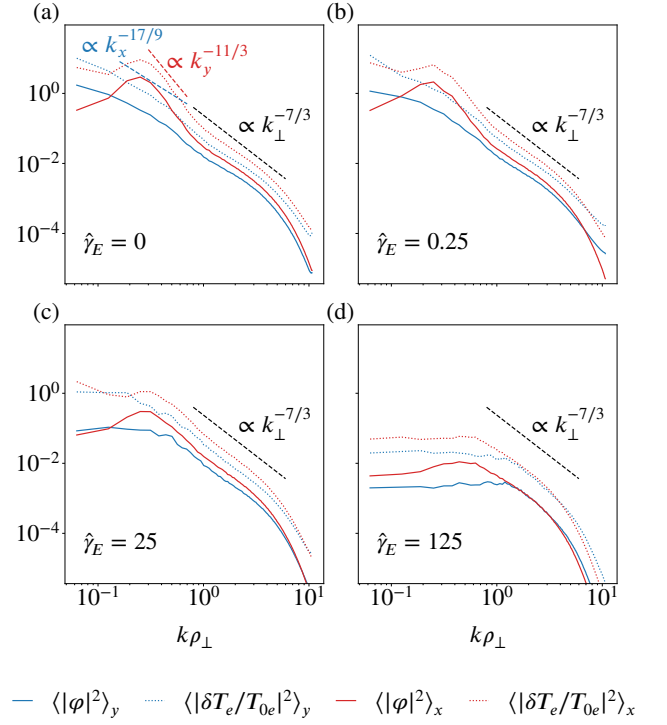 (a)
(b)
∝ k_x^{-17/9}
∝ k_y^{-11/3}
∝ k_⊥^{-7/3}
∝ k_⊥^{-7/3}
10^0
10^{-2}
10^{-4}
γ̂_E = 0
γ̂_E = 0.25
(c)
(d)
∝ k_⊥^{-7/3}
∝ k_⊥^{-7/3}
10^0
10^{-2}
10^{-4}
γ̂_E = 25
γ̂_E = 125
10^{-1} 10^0 10^1
10^{-1} 10^0 10^1
kρ_⊥
kρ_⊥
⟨|φ|^2⟩_y ⟨|δT_e/T_{0e}|^2⟩_y ⟨|φ|^2⟩_x ⟨|δT_e/T_{0e}|^2⟩_x